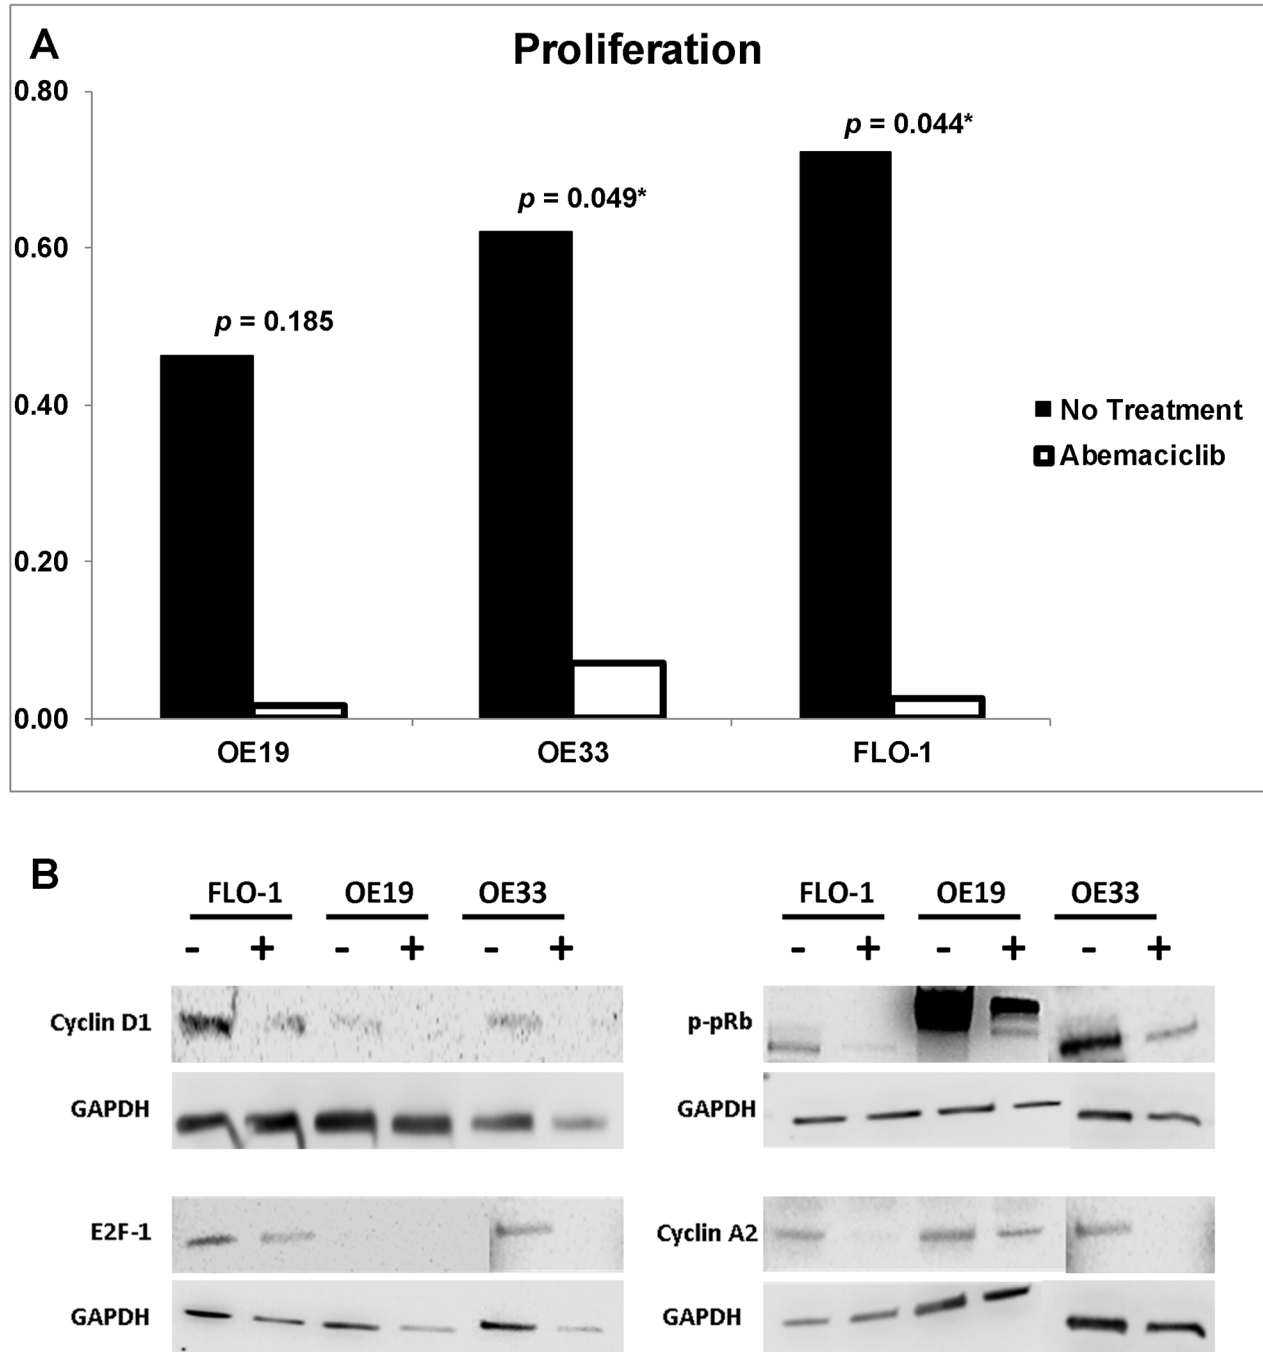 A
Proliferation
0.80
0.60
0.40
0.20
0.00
p = 0.185
p = 0.049*
p = 0.044*
OE19 OE33 FLO-1
No Treatment
Abemaciclib
B
FLO-1 OE19 OE33
- + - + - +
Cyclin D1
GAPDH
E2F-1
GAPDH
FLO-1 OE19 OE33
- + - + - +
p-pRb
GAPDH
Cyclin A2
GAPDH